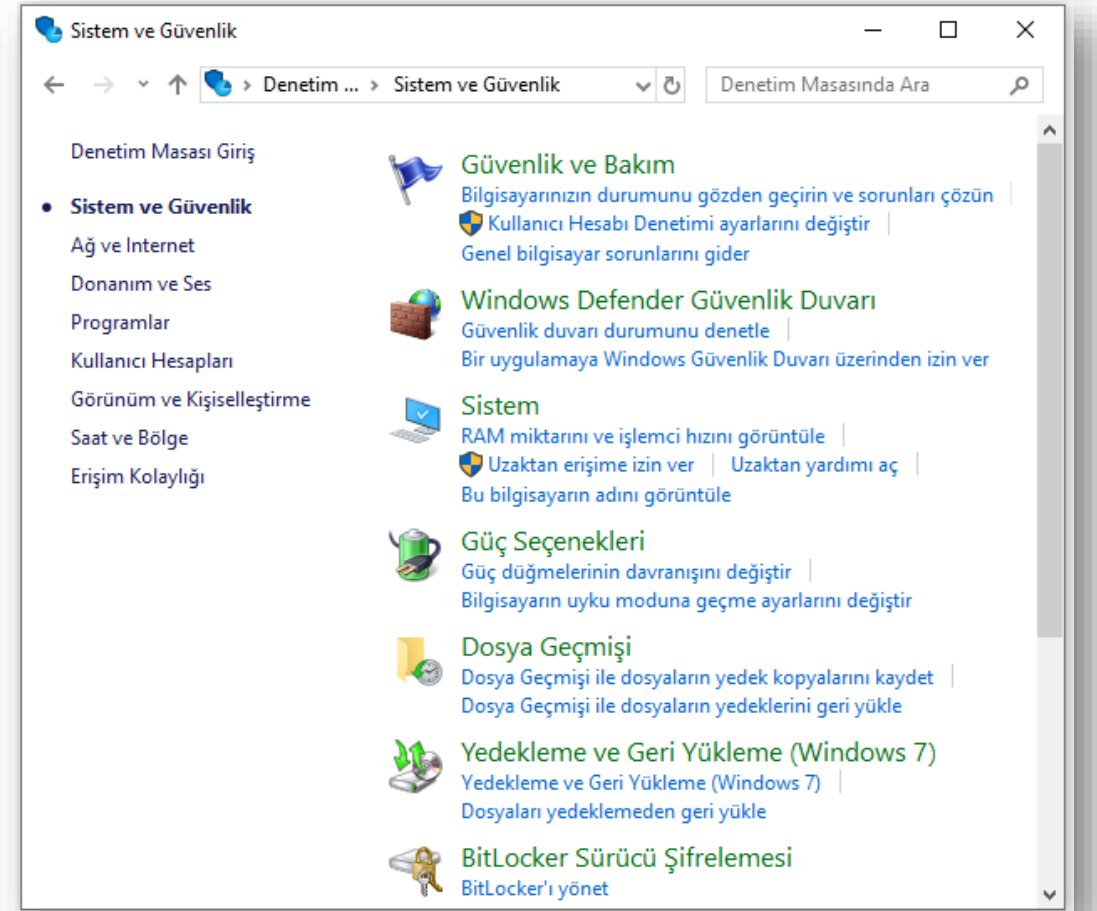 Sistem ve Güvenlik
Denetim ... > Sistem ve Güvenlik
Denetim Masasında Ara
Denetim Masası Giriş
Sistem ve Güvenlik
Ağ ve Internet
Donanım ve Ses
Programlar
Kullanıcı Hesapları
Görünüm ve Kişiselleştirme
Saat ve Bölge
Erişim Kolaylığı
Güvenlik ve Bakım
Bilgisayarınızın durumunu gözden geçirin ve sorunları çözün
Kullanıcı Hesabı Denetimi ayarlarını değiştir
Genel bilgisayar sorunlarını gider
Windows Defender Güvenlik Duvarı
Güvenlik duvarı durumunu denetle
Bir uygulamaya Windows Güvenlik Duvarı üzerinden izin ver
Sistem
RAM miktarını ve işlemci hızını görüntüle
Uzaktan erişime izin ver | Uzaktan yardımı aç
Bu bilgisayarın adını görüntüle
Güç Seçenekleri
Güç düğmelerinin davranışını değiştir
Bilgisayarın uyku moduna geçme ayarlarını değiştir
Dosya Geçmişi
Dosya Geçmişi ile dosyaların yedek kopyalarını kaydet
Dosya Geçmişi ile dosyaların yedeklerini geri yükle
Yedekleme ve Geri Yükleme (Windows 7)
Yedekleme ve Geri Yükleme (Windows 7)
Dosyaları yedeklemeden geri yükle
BitLocker Sürücü Şifrelemesi
BitLocker'ı yönet